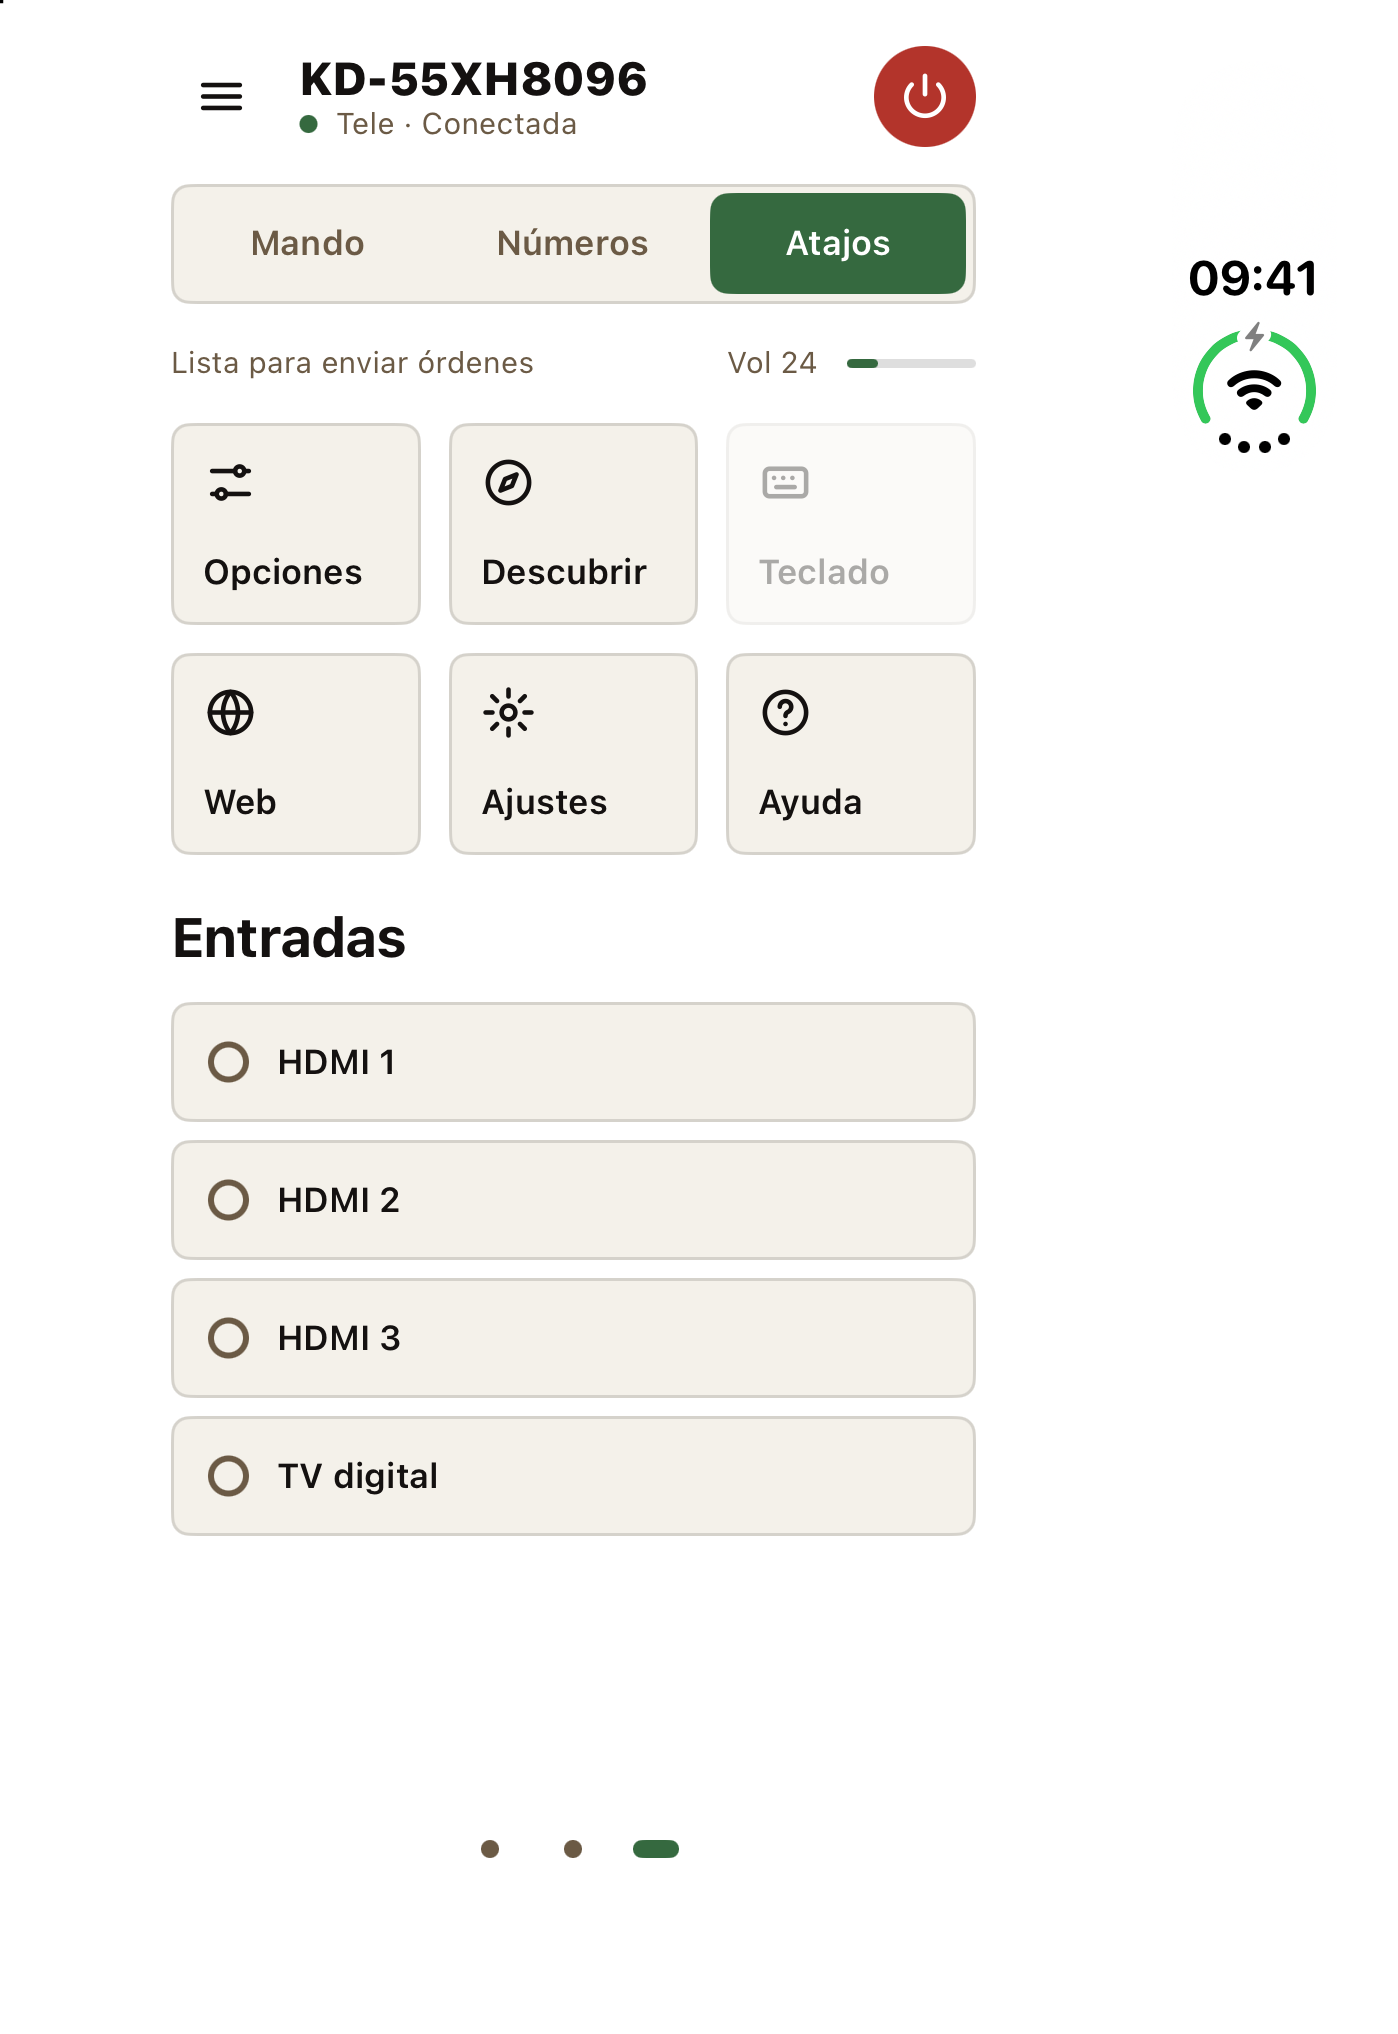 KD-55XH8096
Tele · Conectada
Mando Números Atajos
09:41
Lista para enviar órdenes Vol 24
Opciones Descubrir Teclado
Web Ajustes Ayuda
Entradas
HDMI 1
HDMI 2
HDMI 3
TV digital